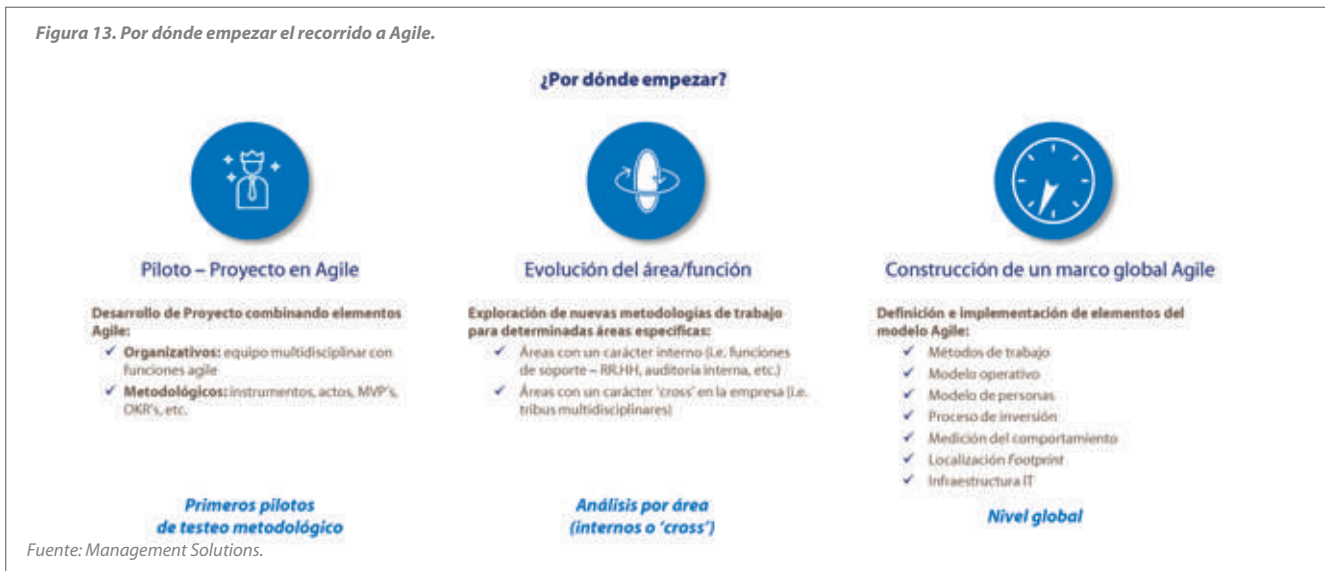 Figura 13. Por dónde empezar el recorrido a Agile.
¿Por dónde empezar?
Piloto – Proyecto en Agile
Desarrollo de Proyecto combinando elementos
Agile:
✓ Organizativos: equipo multidisciplinar con
funciones agile
✓ Metodológicos: instrumentos, actos, MVP's,
OKR's, etc.
Primeros pilotos
de testeo metodológico
Evolución del área/función
Exploración de nuevas metodologías de trabajo
para determinadas áreas específicas:
✓ Áreas con un carácter interno (i.e. funciones
de soporte – RR.HH, auditoria interna, etc.)
✓ Áreas con un carácter 'cross' en la empresa (i.e.
tribus multidisciplinares)
Análisis por área
(internos o 'cross')
Construcción de un marco global Agile
Definición e implementación de elementos del
modelo Agile:
✓ Métodos de trabajo
✓ Modelo operativo
✓ Modelo de personas
✓ Proceso de inversión
✓ Medición del comportamiento
✓ Localización Footprint
✓ Infraestructura IT
Nivel global
Fuente: Management Solutions.